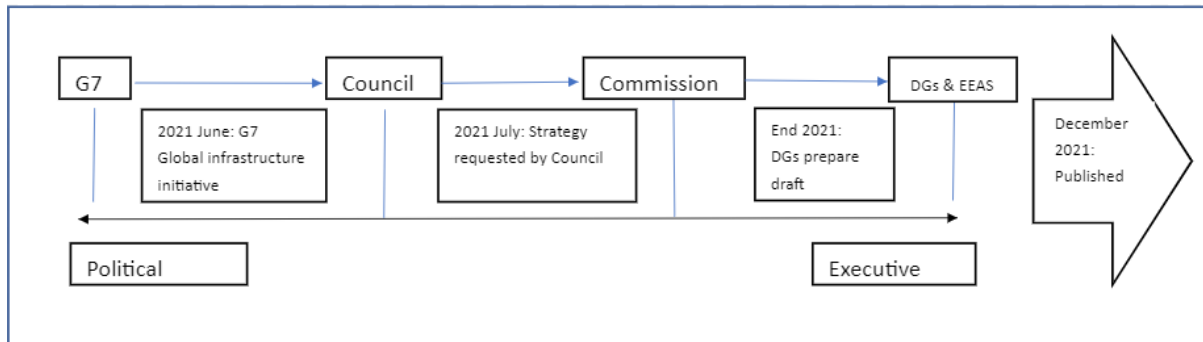 G7
Council
Commission
DGs & EEAS
2021 June: G7
Global infrastructure
initiative
2021 July: Strategy
requested by Council
End 2021:
DGs prepare
draft
December
2021:
Published
Political
Executive